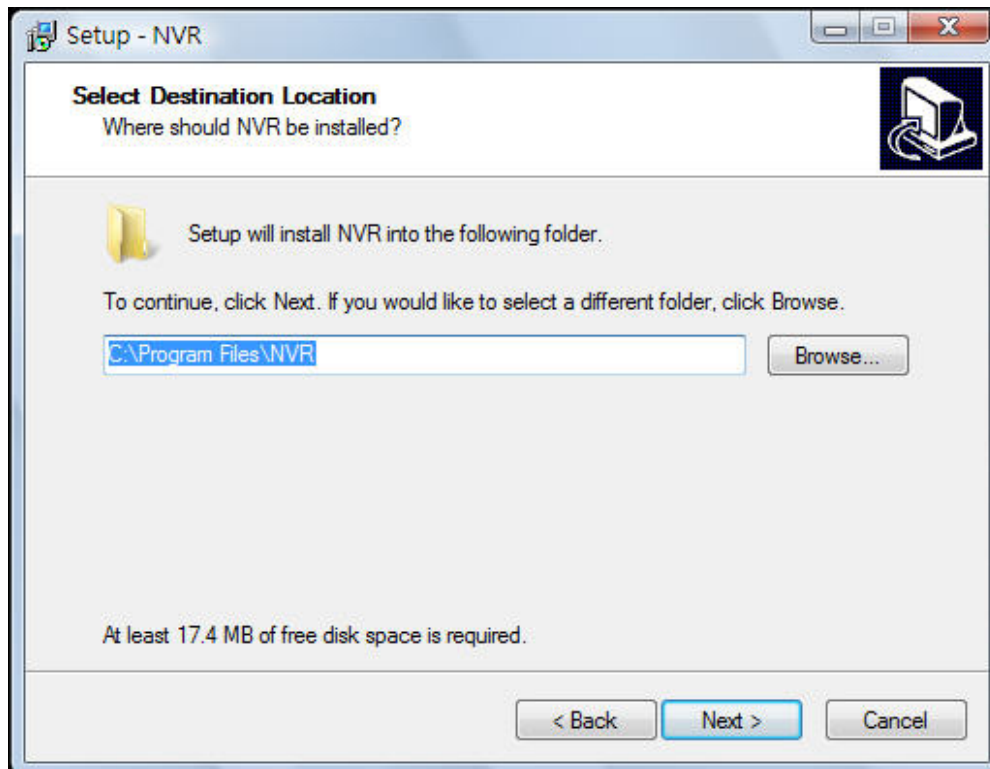 Setup - NVR
Select Destination Location
Where should NVR be installed?
Setup will install NVR into the following folder.
To continue, click Next. If you would like to select a different folder, click Browse.
C:\Program Files\NVR
Browse...
At least 17.4 MB of free disk space is required.
< Back
Next >
Cancel